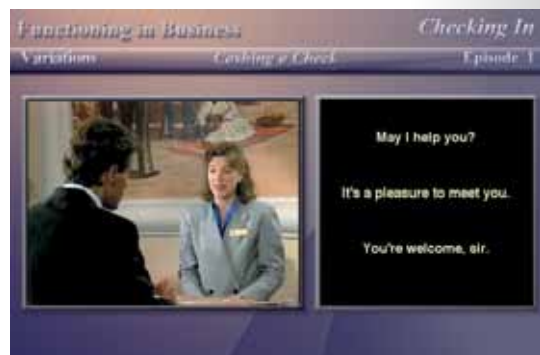 Functioning in Business
Checking In
Variations
Cashing a Check
Episode 1
May I help you?
It's a pleasure to meet you.
You're welcome, sir.